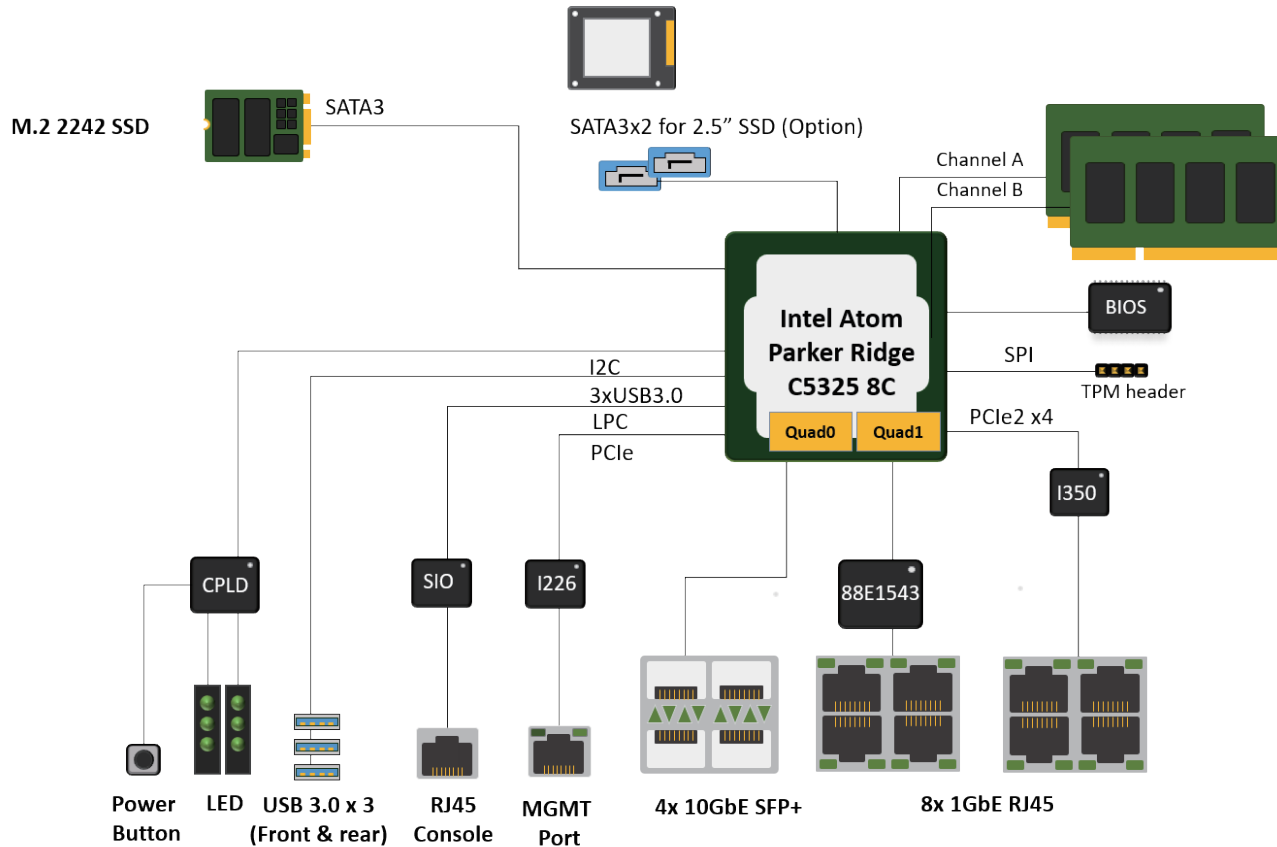 M.2 2242 SSD
SATA3
SATA3x2 for 2.5” SSD (Option)
Channel A
Channel B
Intel Atom
Parker Ridge
C5325 8C
Quad0
Quad1
BIOS
SPI
TPM header
PCIe2 x4
I2C
3xUSB3.0
LPC
PCIe
I350
CPLD
SIO
I226
88E1543
Power
Button
LED
USB 3.0 x 3
(Front & rear)
RJ45
Console
MGMT
Port
4x 10GbE SFP+
8x 1GbE RJ45